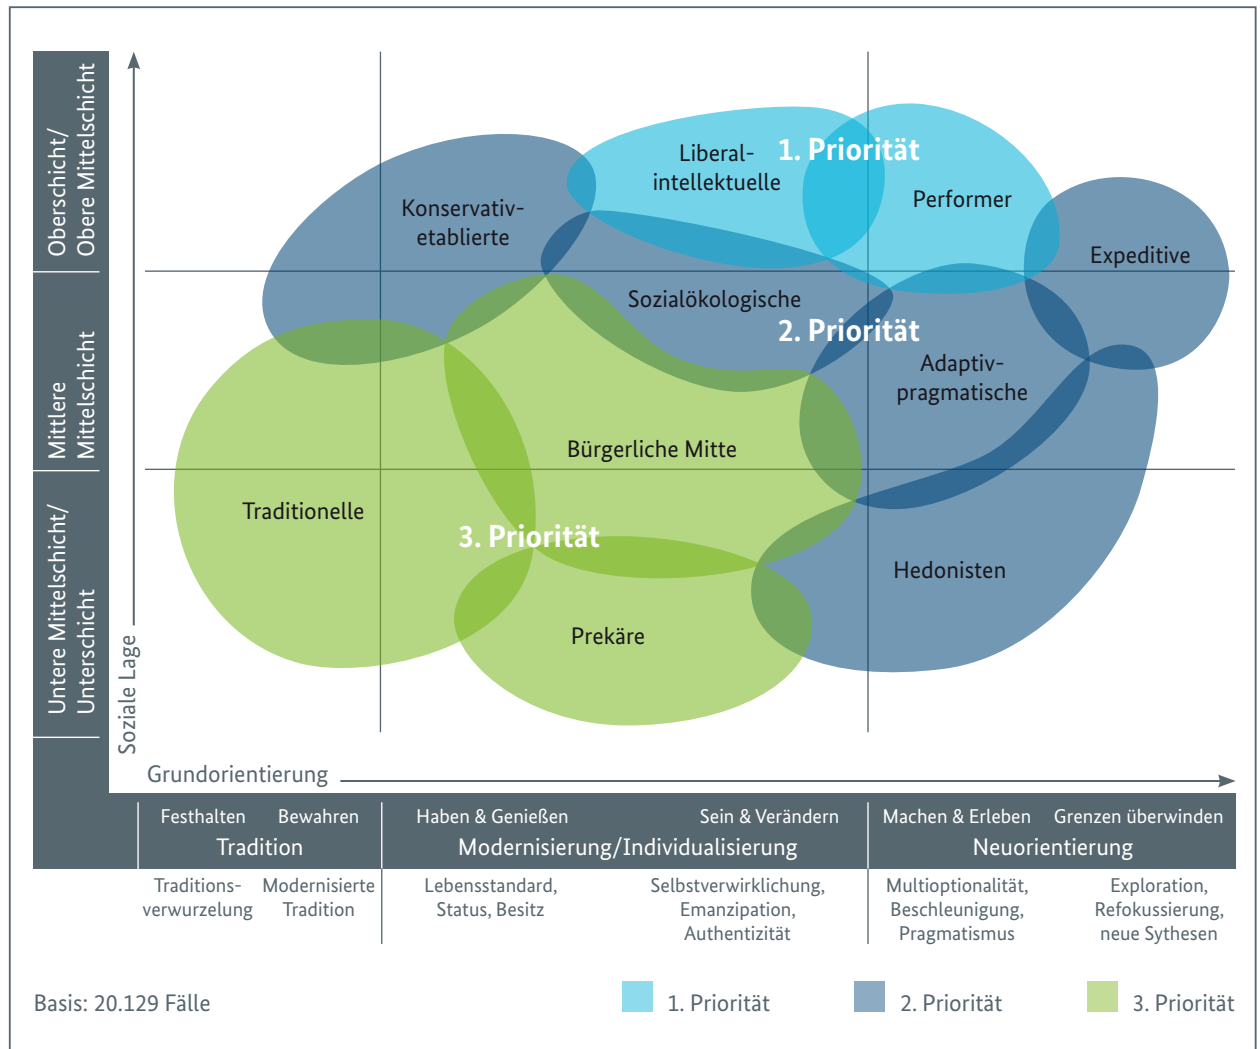 Oberschicht/
Obere Mittelschicht
Mittlere
Mittelschicht
Untere Mittelschicht/
Unterschicht
Soziale Lage
Liberal-
intellektuelle
1. Priorität
Performer
Konservativ-
etablierte
Expeditive
Sozialökologische
2. Priorität
Adaptiv-
pragmatische
Bürgerliche Mitte
Traditionelle
3. Priorität
Hedonisten
Prekäre
Grundorientierung
Festhalten Bewahren Haben & Genießen Sein & Verändern Machen & Erleben Grenzen überwinden
Tradition Modernisierung/Individualisierung Neuorientierung
Traditions-
verwurzelung
Modernisierte
Tradition
Lebensstandard,
Status, Besitz
Selbstverwirklichung,
Emanzipation,
Authentizität
Multioptionalität,
Beschleunigung,
Pragmatismus
Exploration,
Refokussierung,
neue Sythesen
Basis: 20.129 Fälle 1. Priorität 2. Priorität 3. Priorität